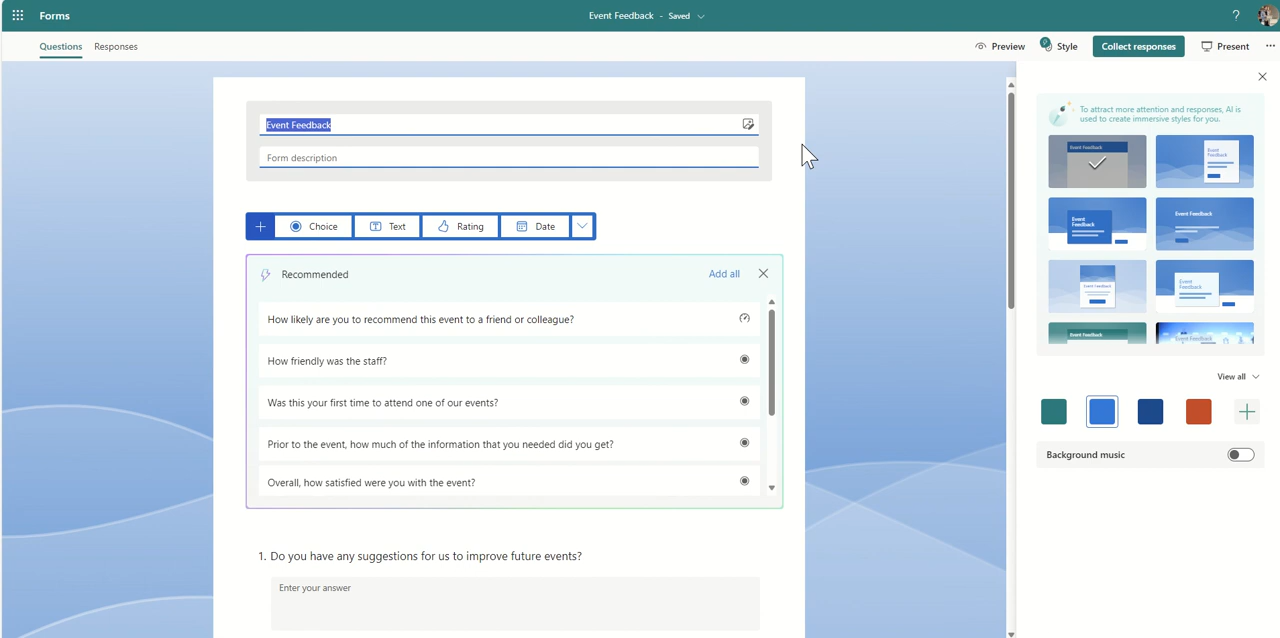 Forms
Event Feedback - Saved
?
Questions Responses
Preview Style Collect responses Present
Event Feedback
Form description
Choice Text Rating Date
Recommended Add all
How likely are you to recommend this event to a friend or colleague?
How friendly was the staff?
Was this your first time to attend one of our events?
Prior to the event, how much of the information that you needed did you get?
Overall, how satisfied were you with the event?
1. Do you have any suggestions for us to improve future events?
Enter your answer
To attract more attention and responses, AI is
used to create immersive styles for you.
Event Feedback
Event
Feedback
Event
Feedback
Event Feedback
Event Feedback
Event
Feedback
Event Feedback
Event Feedback
View all
Background music